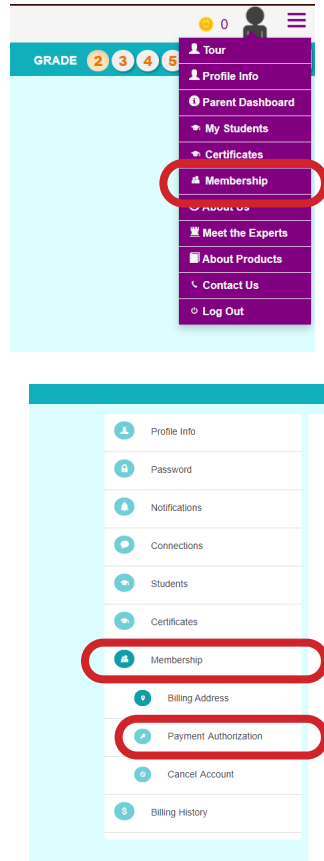 0
GRADE 2 3 4 5
Tour
Profile Info
Parent Dashboard
My Students
Certificates
Membership
About Us
Meet the Experts
About Products
Contact Us
Log Out
Profile Info
Password
Notifications
Connections
Students
Certificates
Membership
Billing Address
Payment Authorization
Cancel Account
$ Billing History